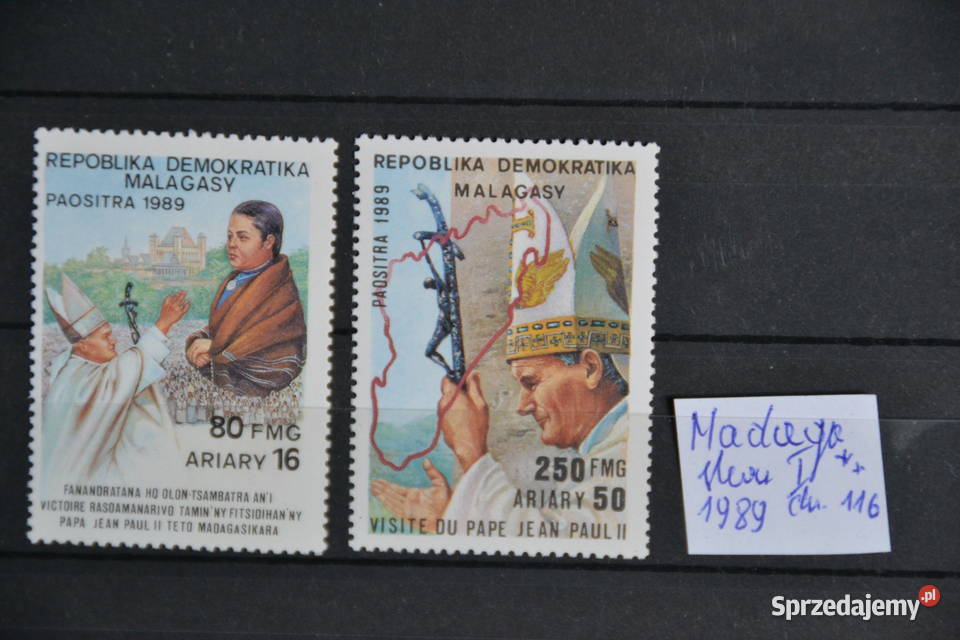 REPOBLIKA DEMOKRATIKA
MALAGASY
PAOSITRA 1989
80 FMG
ARIARY 16
FANANDRATANA HO OLON-TSAMBATRA AN'I
VICTOIRE RASOAMANARIVO TAMIN'NY FITSIDIHAN'NY
PAPA JEAN PAUL II TETO MADAGASIKARA
REPOBLIKA DEMOKRATIKA
MALAGASY
PAOSITRA 1989
250 FMG
ARIARY 50
VISITE DU PAPE JEAN PAUL II
II **
1989 116
Sprzedajemy.pl